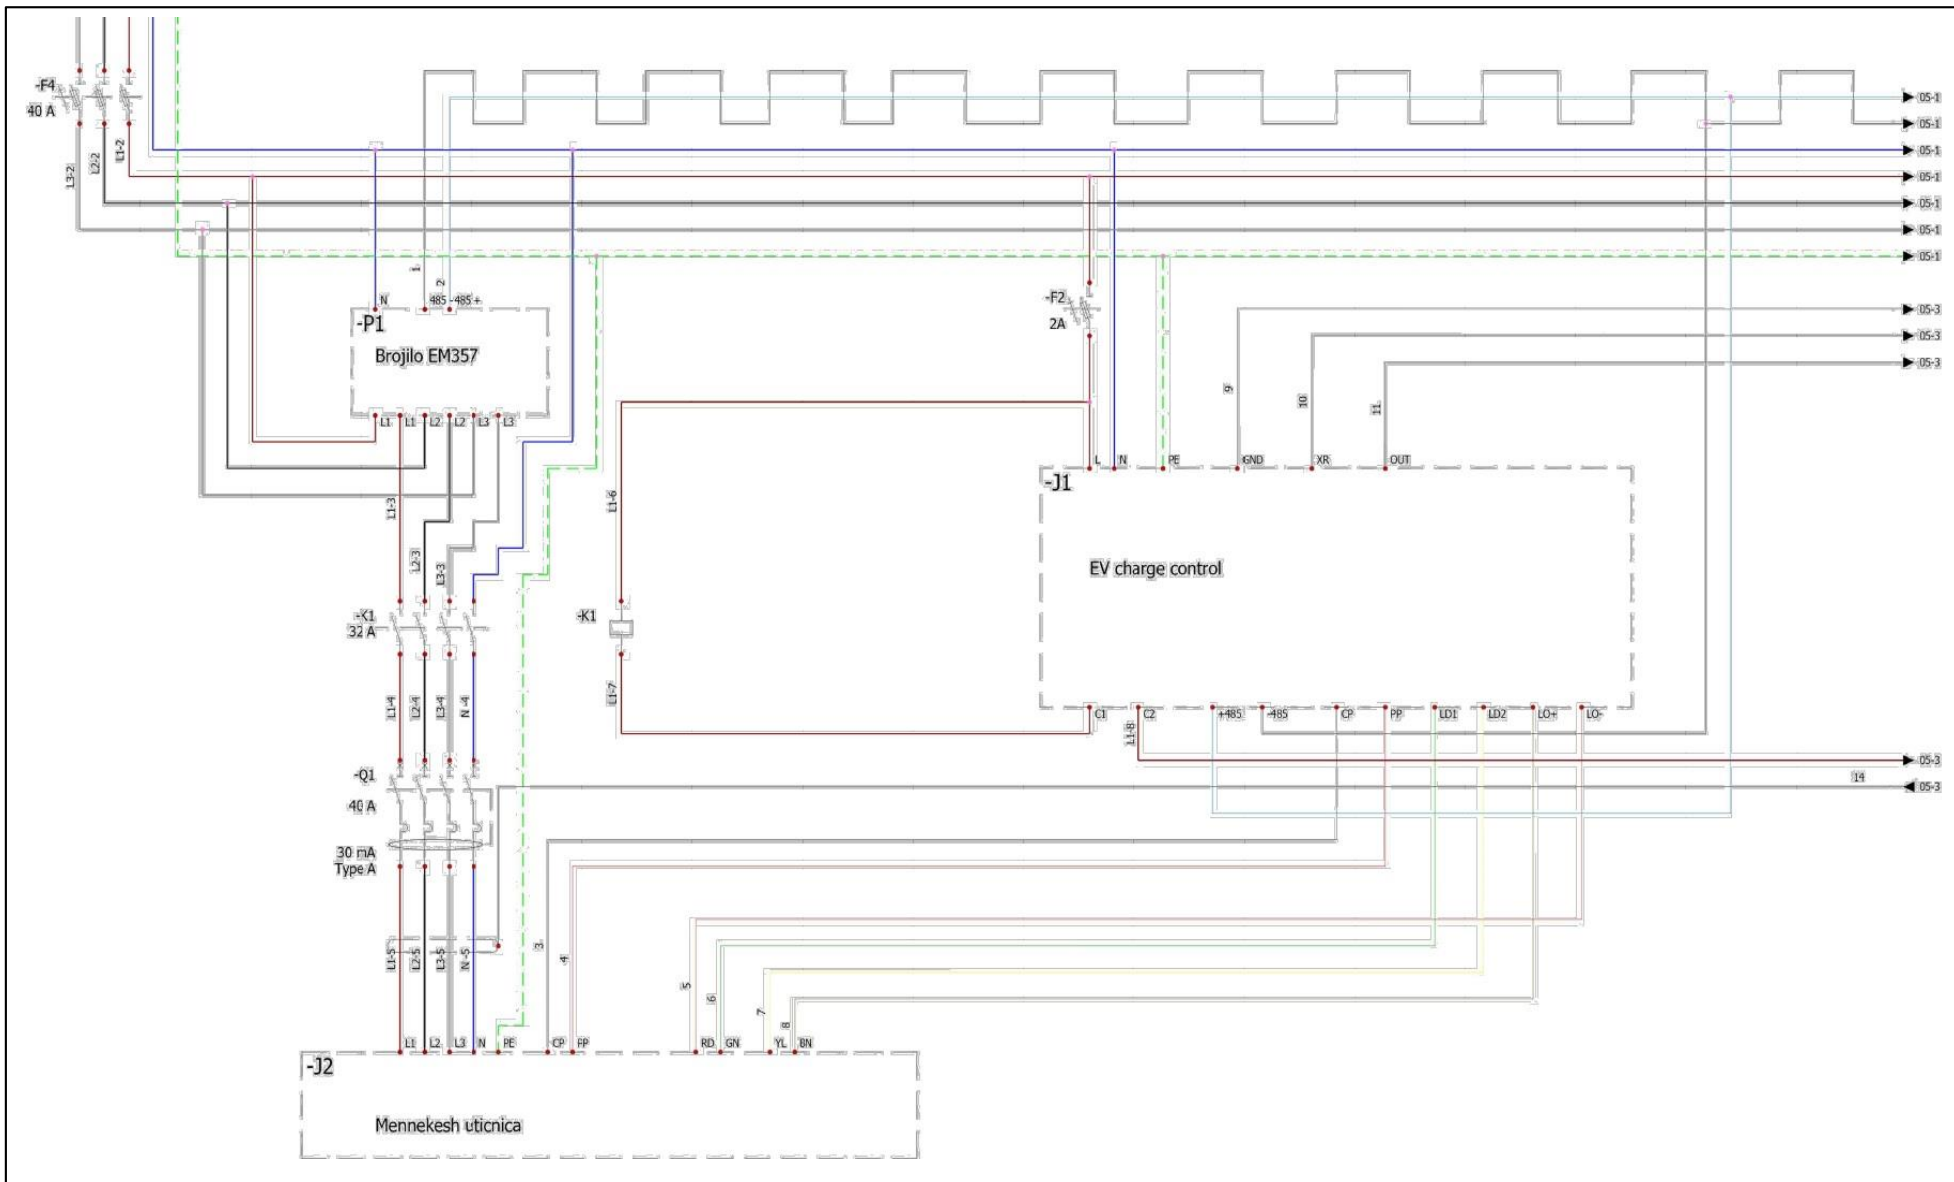 -F4
40 A
L3-2
L2-2
L1-2
05-1
05-1
05-1
05-1
05-1
05-1
05-1
1
2
N
485 -
485+
-P1
Brojilo EM357
L1
L1
L2
L2
L3
L3
-F2
2A
05-3
05-3
05-3
9
10
11
L
N
PE
GND
XR
OUT
-J1
EV charge control
L1-3
L2-3
L3-3
L1-6
-K1
32 A
-K1
L1-4
L2-4
L3-4
N -4
L1-7
C1
C2
+485
-485
CP
PP
LD1
LD2
LO+
LO-
L1-8
05-3
14
05-3
-Q1
40 A
30 mA
Type A
L1-5
L2-5
L3-5
N -5
3
4
5
6
7
8
L1
L2
L3
N
PE
CP
PP
RD
GN
YL
BN
-J2
Mennekesh uticnica